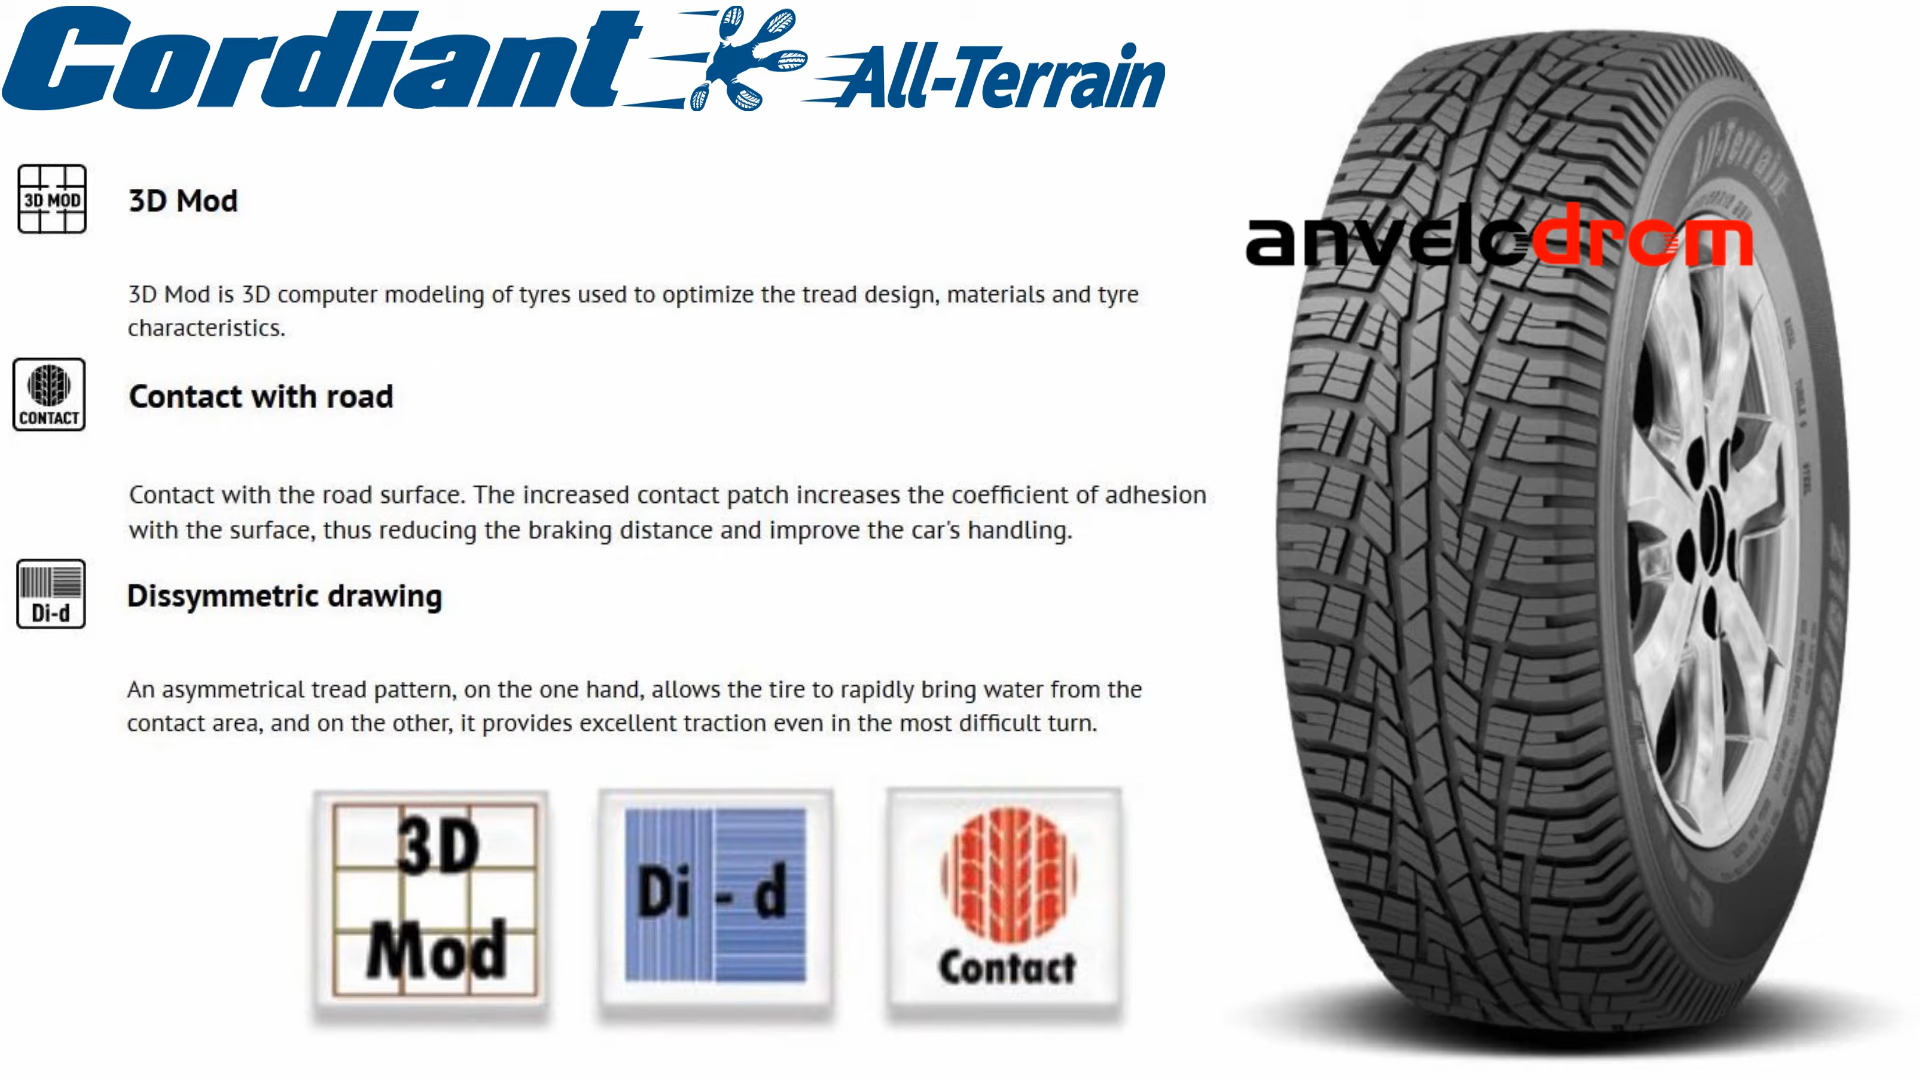 Cordiant All-Terrain
3D MOD
3D Mod
3D Mod is 3D computer modeling of tyres used to optimize the tread design, materials and tyre
characteristics.
CONTACT
Contact with road
Contact with the road surface. The increased contact patch increases the coefficient of adhesion
with the surface, thus reducing the braking distance and improve the car's handling.
Di-d
Dissymmetric drawing
An asymmetrical tread pattern, on the one hand, allows the tire to rapidly bring water from the
contact area, and on the other, it provides excellent traction even in the most difficult turn.
3D
Mod
Di - d
Contact
anvelodrom
All-Terrain